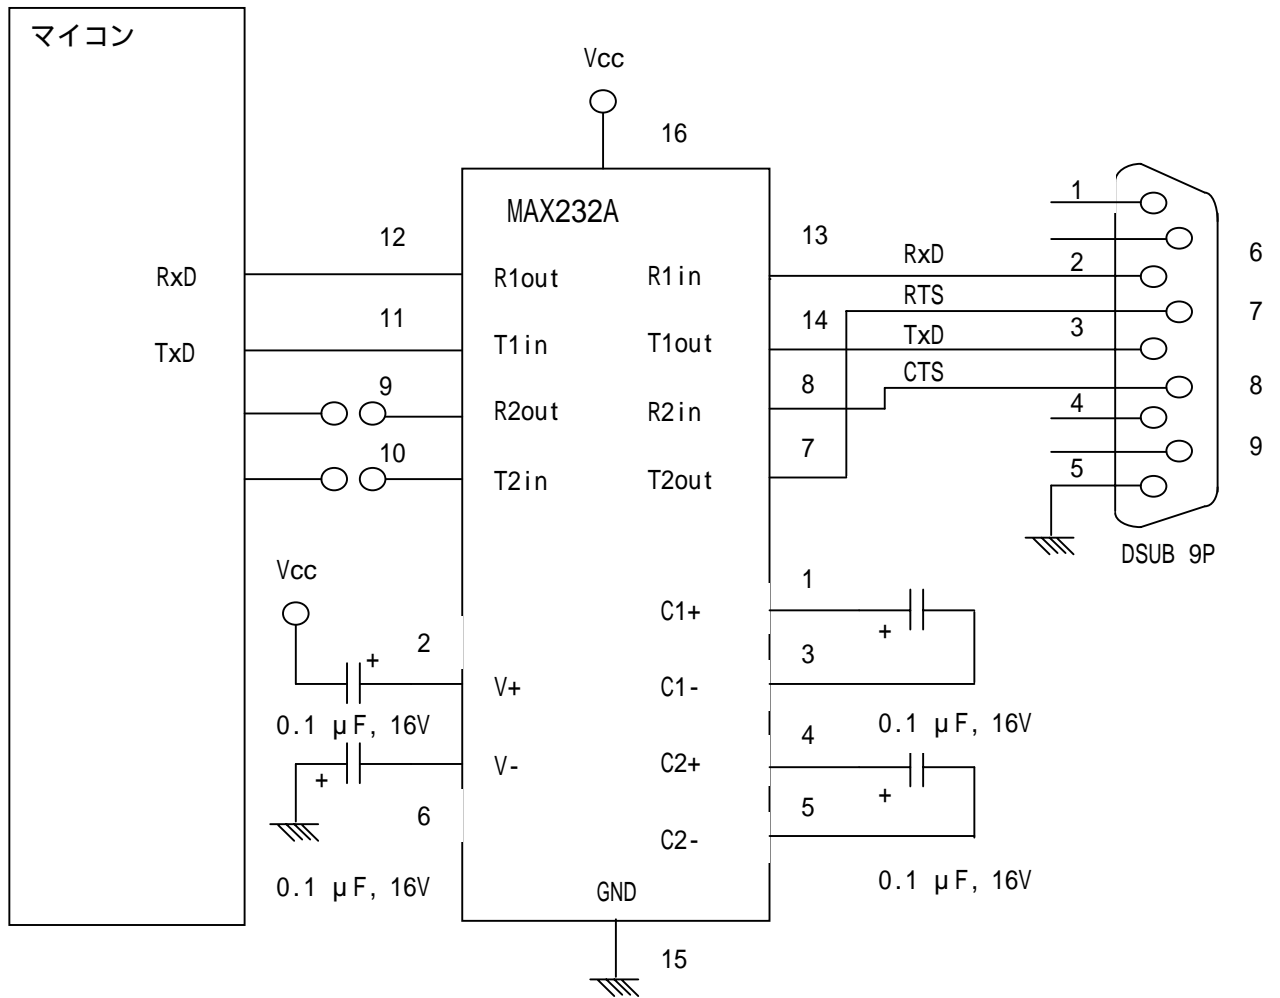 マイコン
Vcc
16
MAX232A
12
13
1
6
RxD
R1out
R1in
RxD
2
11
14
RTS
7
TxD
T1in
T1out
TxD
3
9
8
CTS
8
R2out
R2in
4
10
7
9
T2in
T2out
5
DSUB 9P
Vcc
1
C1+
+
2
3
+
V+
C1-
0.1 μF, 16V
0.1 μF, 16V
4
V-
C2+
+
+
6
5
C2-
0.1 μF, 16V
0.1 μF, 16V
GND
15